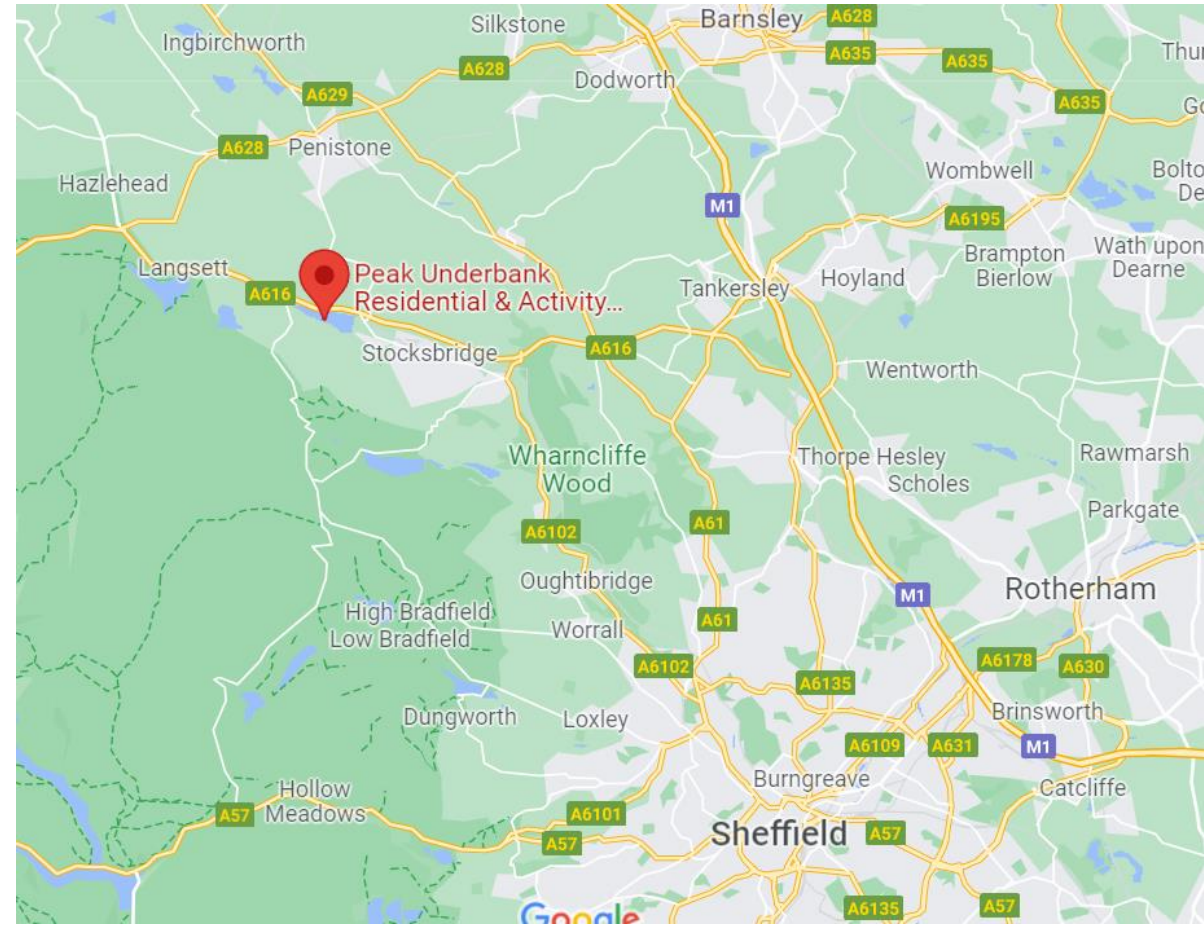 Silkstone
Barnsley
A628
Ingbirchworth
A628
Dodworth
A635
A635
Thu
A629
A635
A628
Penistone
Wombwell
Bolto
De
Hazlehead
M1
A6195
Langsett
Peak Underbank
Residential & Activity...
A616
Tankersley
Hoyland
Brampton
Bierlow
Wath upon
Dearne
Stocksbridge
A616
Wentworth
Wharncliffe
Wood
Thorpe Hesley
Scholes
Rawmarsh
A6102
A61
Parkgate
Oughtibridge
M1
Rotherham
High Bradfield
Low Bradfield
Worrall
A61
A6102
A6135
A6178
A630
Dungworth
Loxley
Brinsworth
A6109
A631
M1
Burngreave
Catcliffe
Hollow
Meadows
A57
A6101
A57
Sheffield
A57
Google
A6135
A57